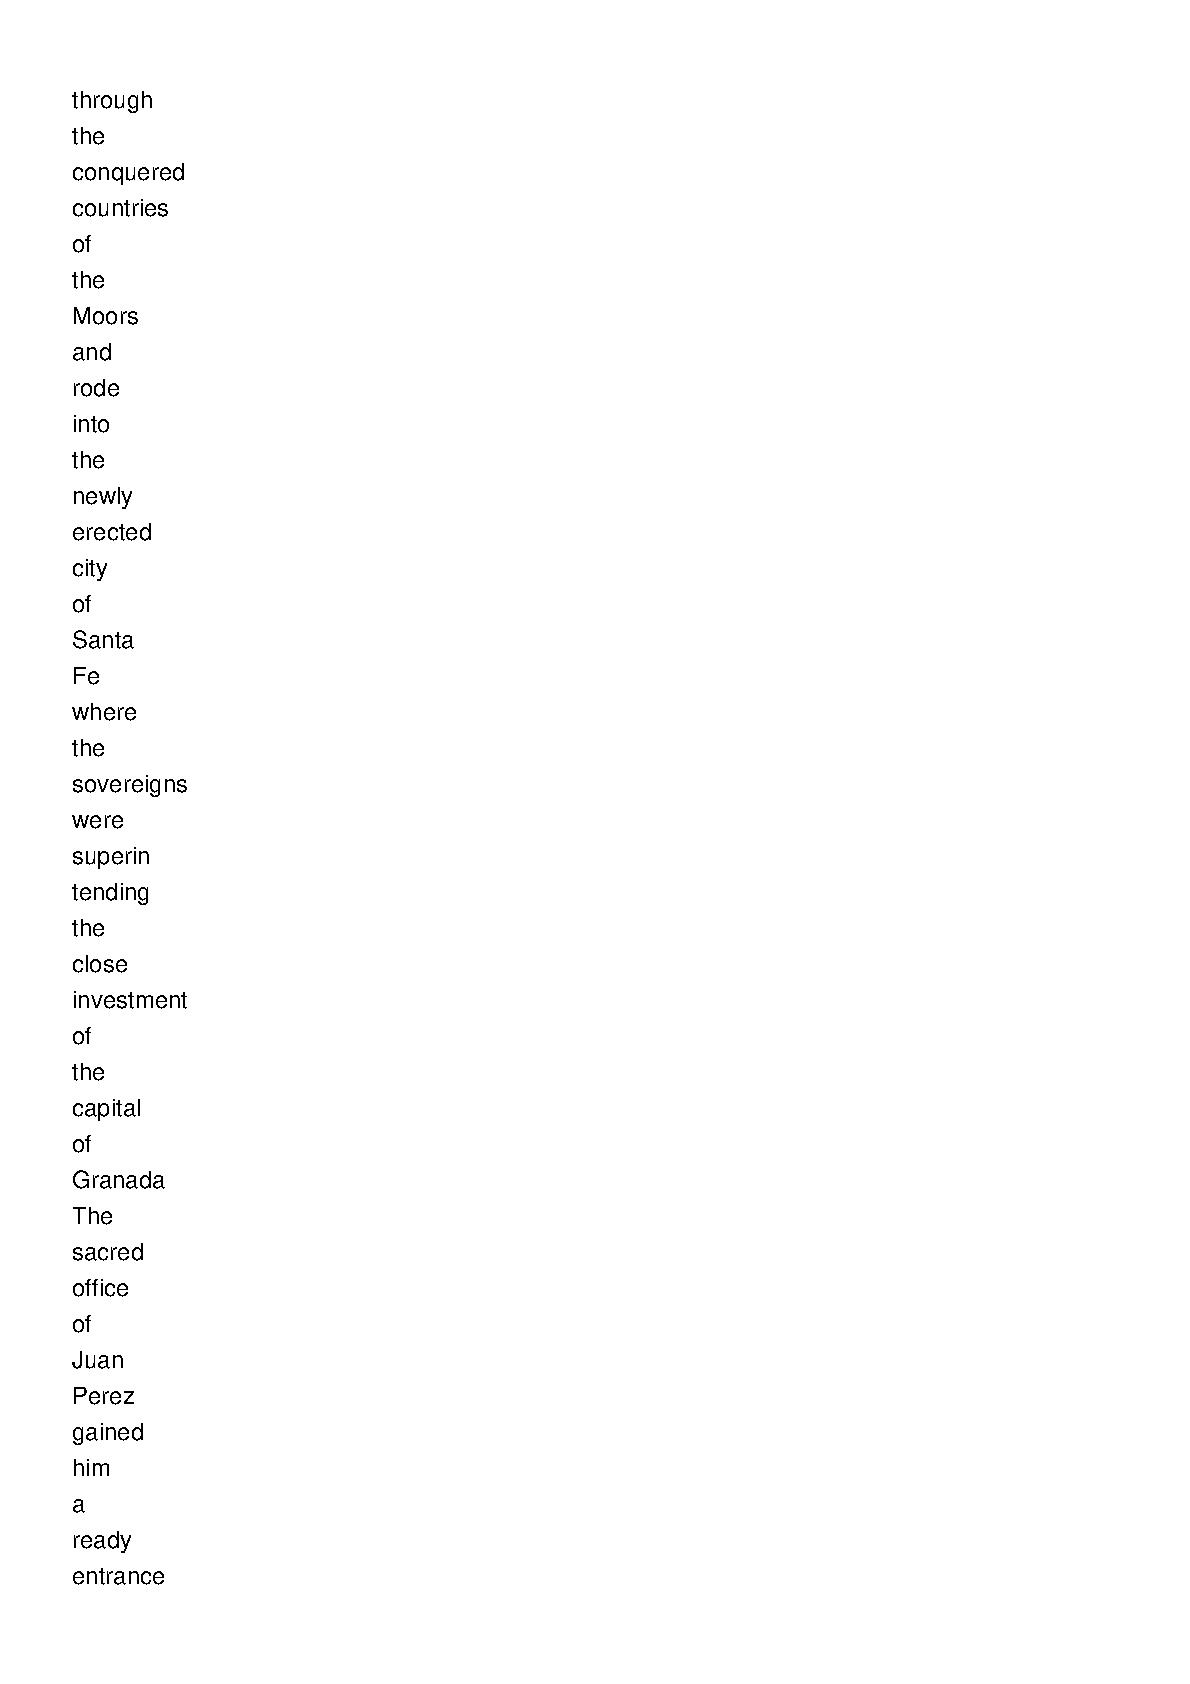 through
the
conquered
countries
of
the
Moors
and
rode
into
the
newly
erected
city
of
Santa
Fe
where
the
sovereigns
were
superin
tending
the
close
investment
of
the
capital
of
Granada
The
sacred
office
of
Juan
Perez
gained
him
a
ready
entrance